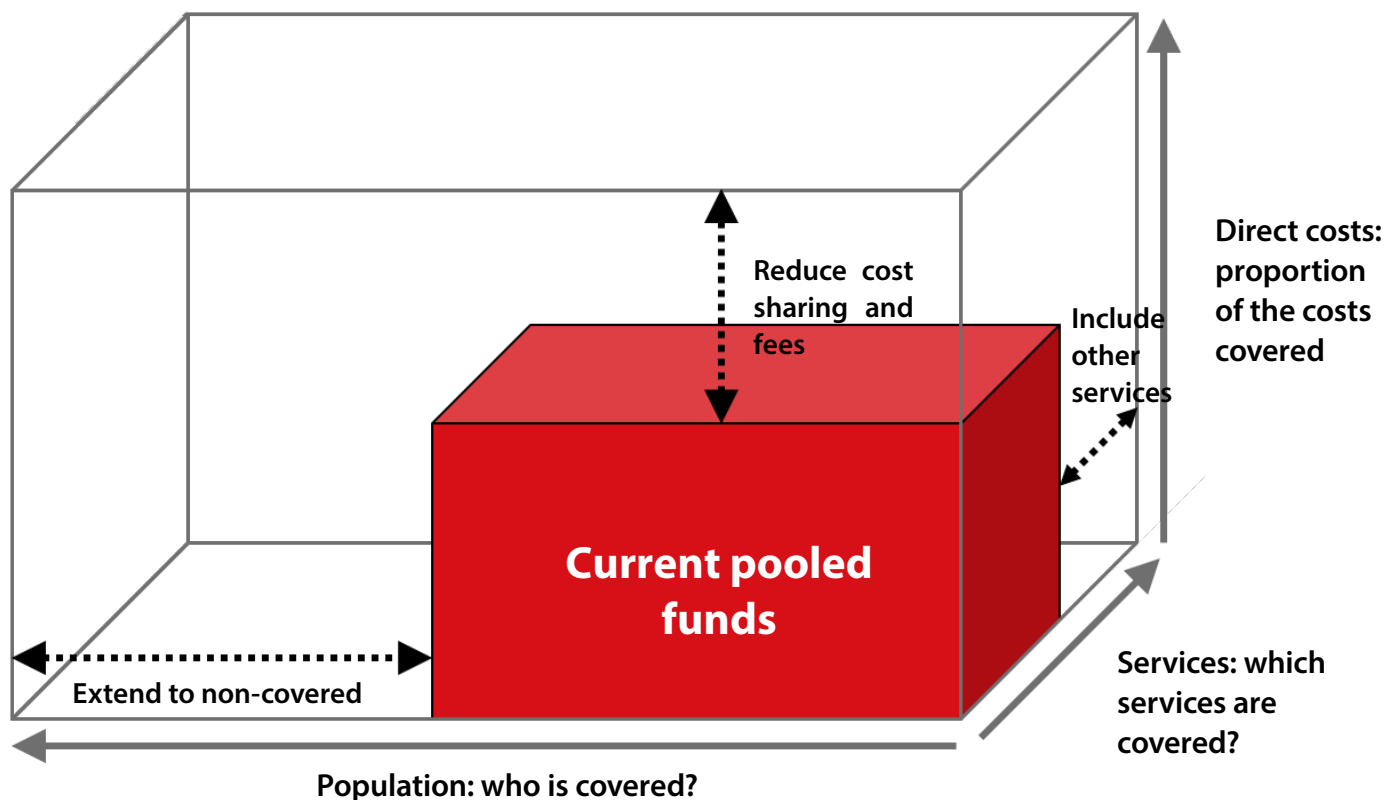 Direct costs:
proportion
of the costs
covered
Reduce cost
sharing and
fees
Include
other
services
Current pooled
funds
Extend to non-covered
Services: which
services are
covered?
Population: who is covered?